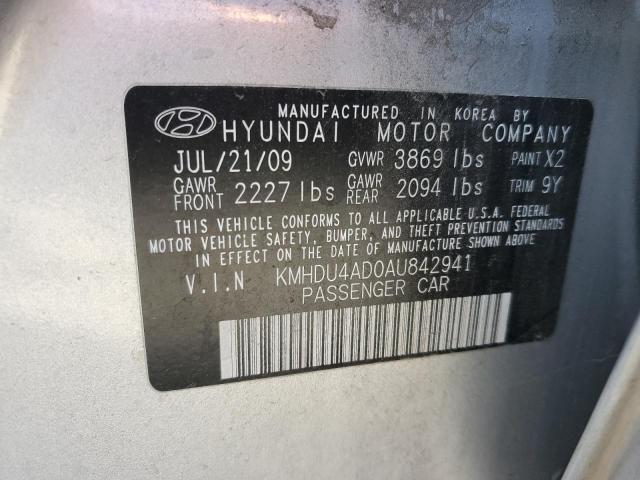 MANUFACTURED IN KOREA BY
HYUNDAI MOTOR COMPANY
JUL/21/09 GVWR 3869 lbs PAINT X2
GAWR FRONT 2227 lbs GAWR REAR 2094 lbs TRIM 9Y
THIS VEHICLE CONFORMS TO ALL APPLICABLE U.S.A. FEDERAL
MOTOR VEHICLE SAFETY, BUMPER, AND THEFT PREVENTION
STANDARDS IN EFFECT ON THE DATE OF MANUFACTURE SHOWN ABOVE
V.I.N KMHDU4AD0AU842941
PASSENGER CAR